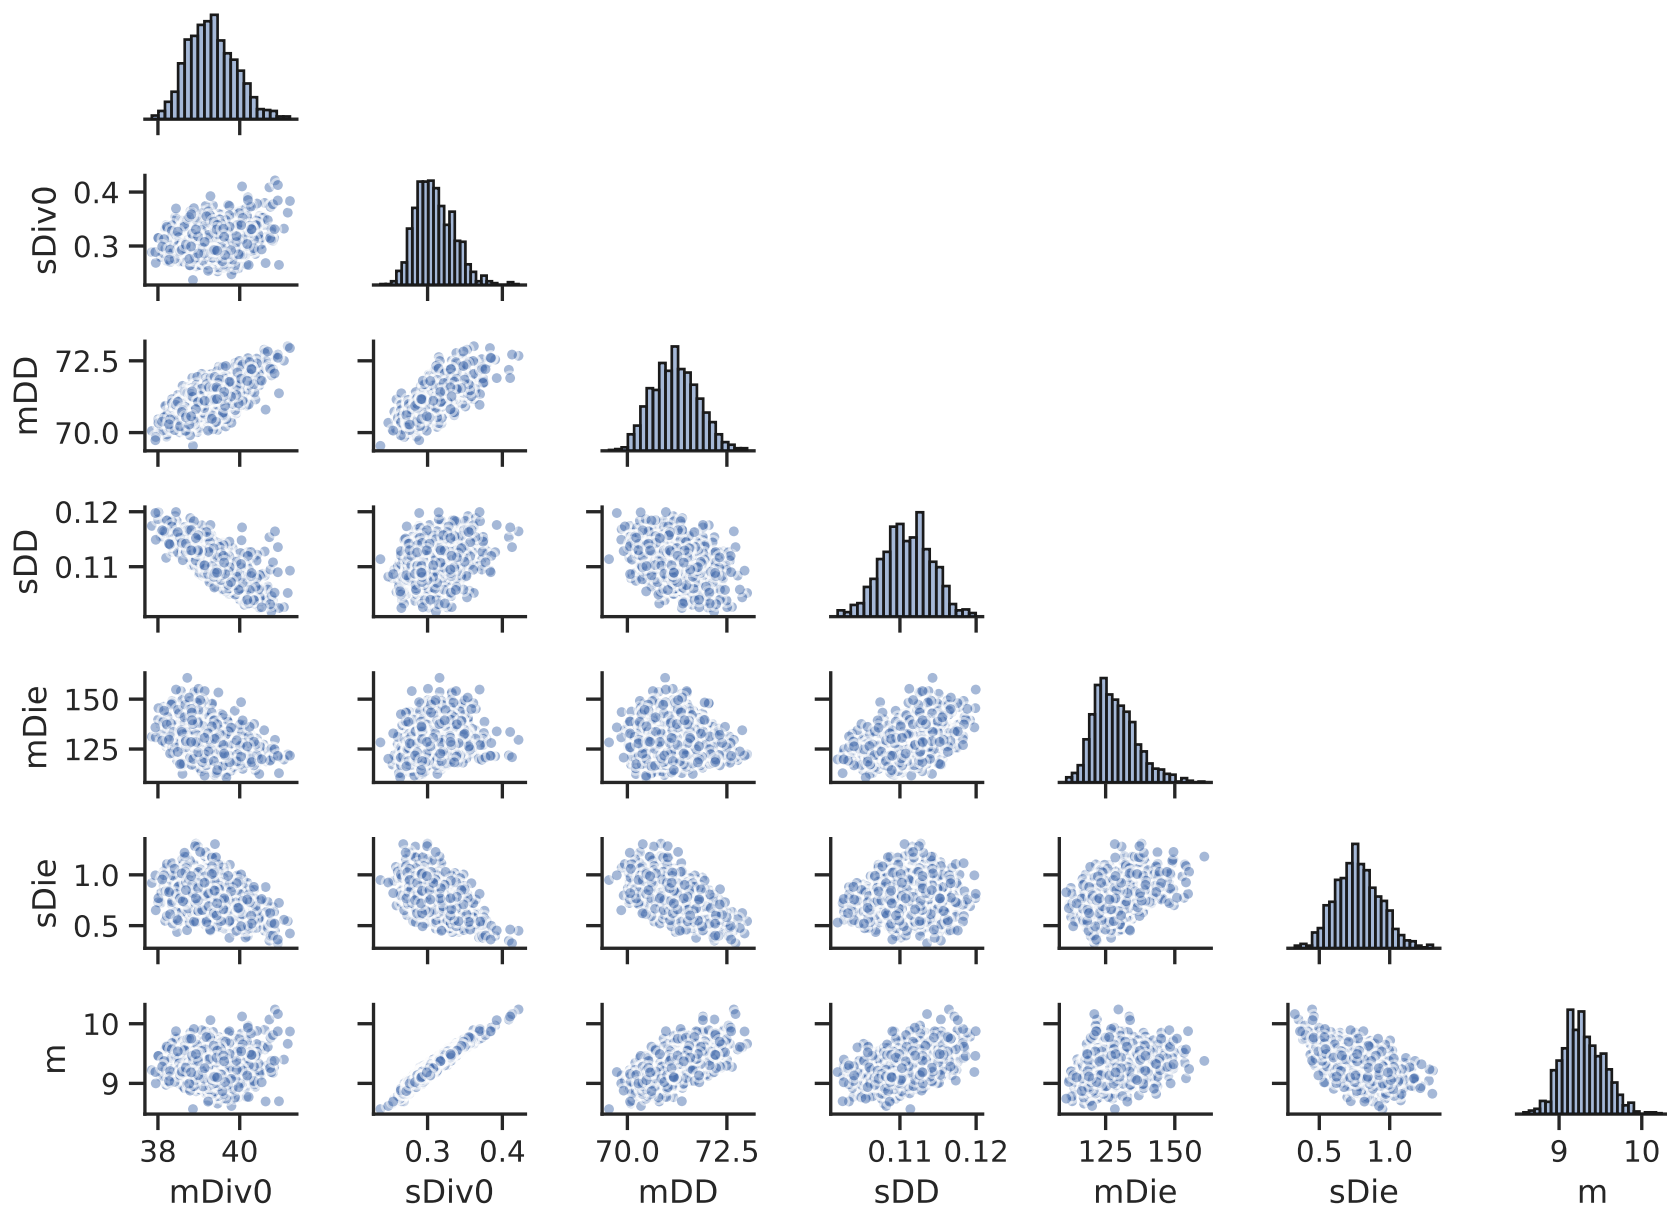 sDiv0 0.4
0.3
mDD 72.5
70.0
sDD 0.12
0.11
mDie 150
125
sDie 1.0
0.5
m 10
9
38 40 0.3 0.4 70.0 72.5 0.11 0.12 125 150 0.5 1.0 9 10
mDiv0 sDiv0 mDD sDD mDie sDie m